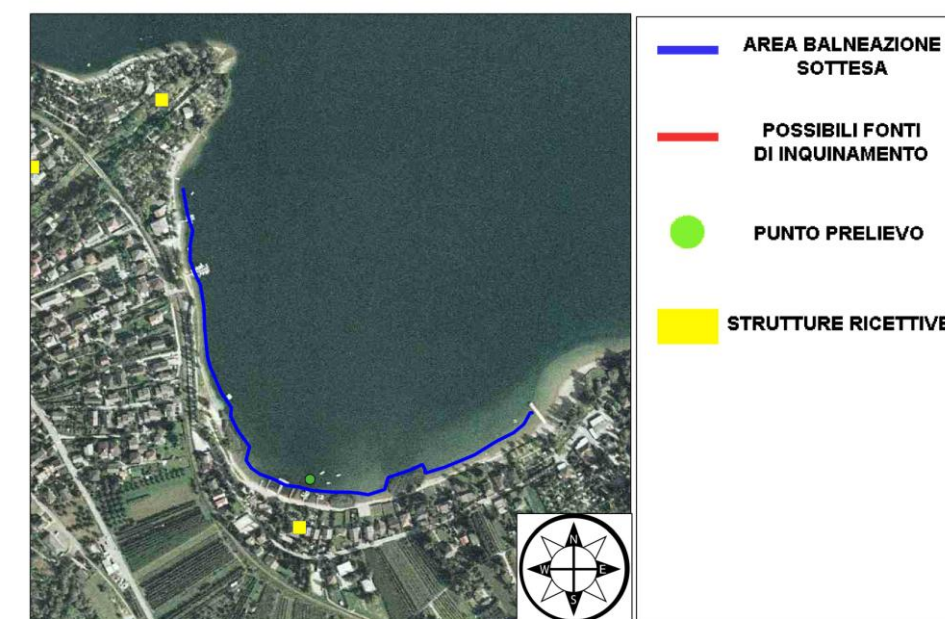 AREA BALNEAZIONE
SOTTESA
POSSIBILI FONTI
DI INQUINAMENTO
PUNTO PRELIEVO
STRUTTURE RICETTIVE
N
W
E
S